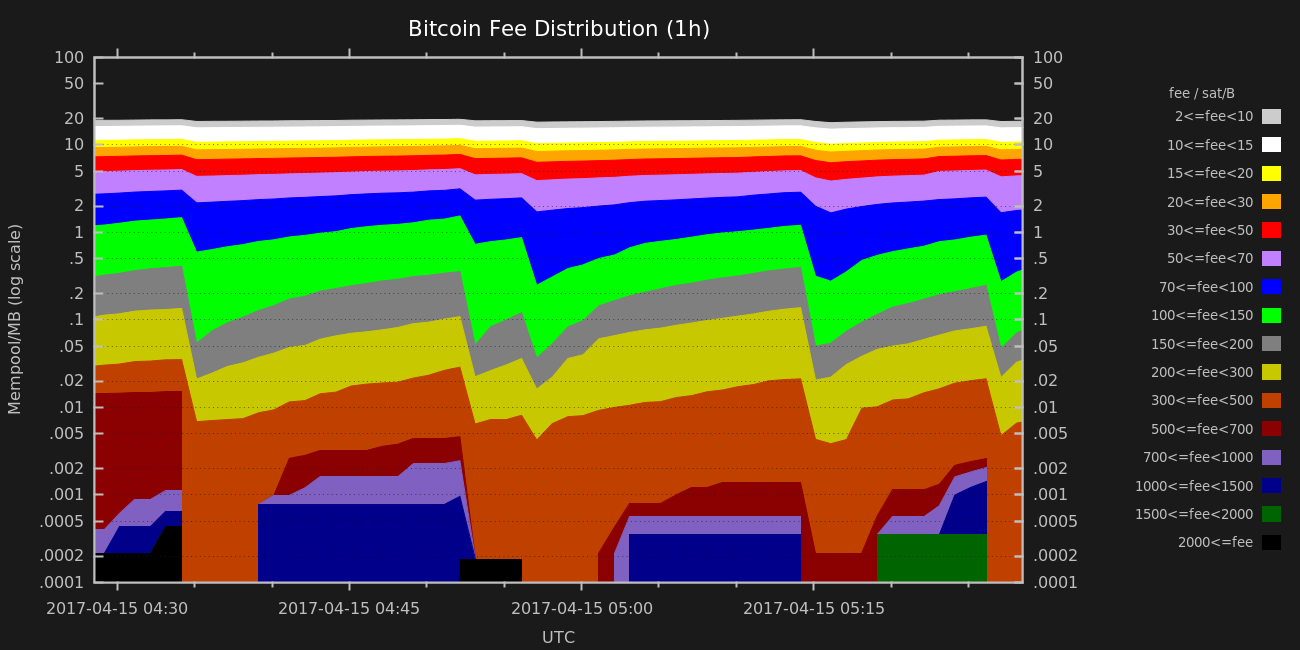 Bitcoin Fee Distribution (1h)
100 100
50 50
20 20
10 10
5 5
2 2
1 1
.5 .5
.2 .2
.1 .1
.05 .05
.02 .02
.01 .01
.005 .005
.002 .002
.001 .001
.0005 .0005
.0002 .0002
.0001 .0001
Mempool/MB (log scale)
2017-04-15 04:30 2017-04-15 04:45 2017-04-15 05:00 2017-04-15 05:15
UTC
fee / sat/B
2<=fee<10
10<=fee<15
15<=fee<20
20<=fee<30
30<=fee<50
50<=fee<70
70<=fee<100
100<=fee<150
150<=fee<200
200<=fee<300
300<=fee<500
500<=fee<700
700<=fee<1000
1000<=fee<1500
1500<=fee<2000
2000<=fee